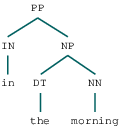 PP
IN NP
in DT NN
the morning